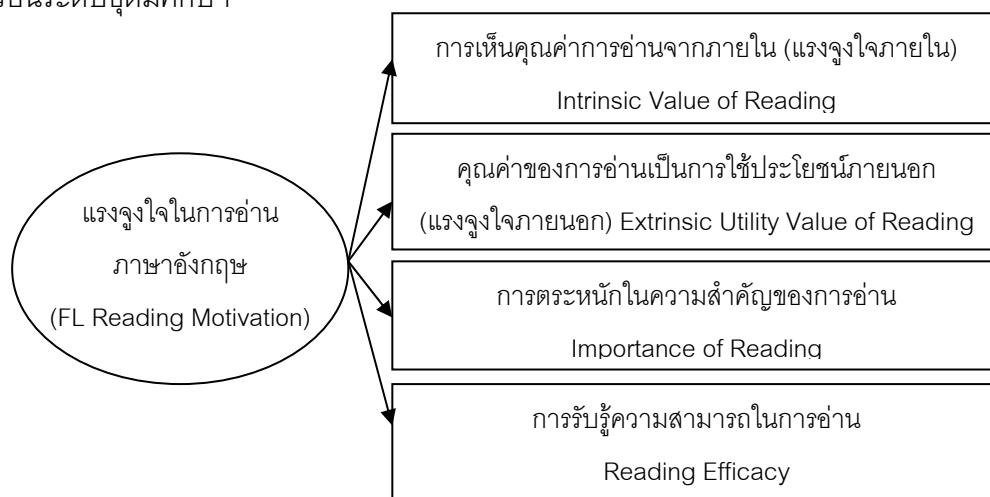 การเห็นคุณค่าการอ่านจากภายใน (แรงจูงใจภายใน)
Intrinsic Value of Reading
คุณค่าของการอ่านเป็นการใช้ประโยชน์ภายนอก
(แรงจูงใจภายนอก) Extrinsic Utility Value of Reading
แรงจูงใจในการอ่าน
ภาษาอังกฤษ
(FL Reading Motivation)
การตระหนักในความสำคัญของการอ่าน
Importance of Reading
การรับรู้ความสามารถในการอ่าน
Reading Efficacy